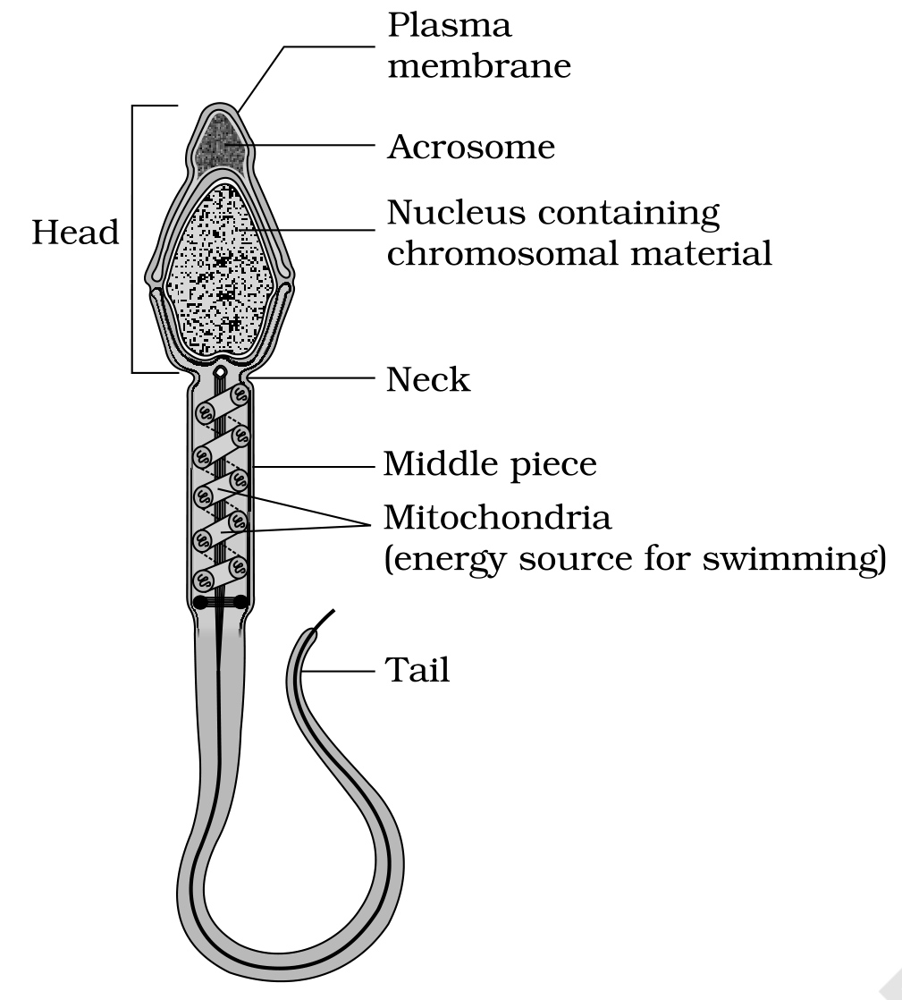 Plasma
membrane
Acrosome
Nucleus containing
chromosomal material
Head
Neck
Middle piece
Mitochondria
(energy source for swimming)
Tail